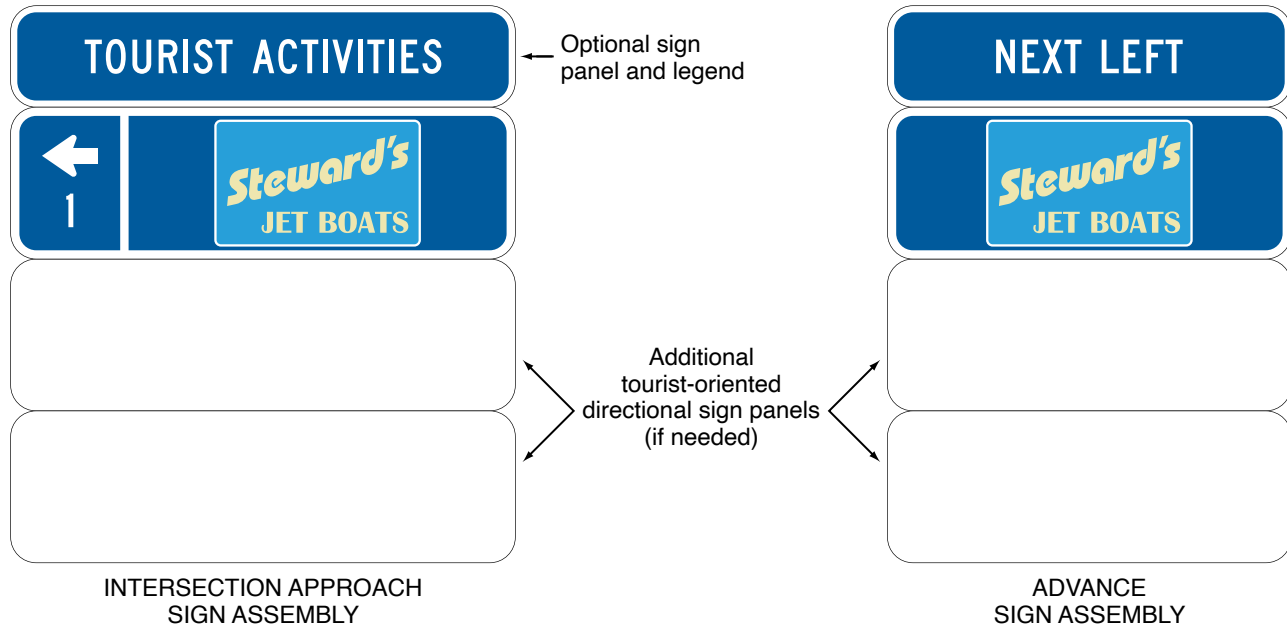 TOURIST ACTIVITIES
Optional sign
panel and legend
NEXT LEFT
1
Steward's
JET BOATS
Steward's
JET BOATS
Additional
tourist-oriented
directional sign panels
(if needed)
INTERSECTION APPROACH
SIGN ASSEMBLY
ADVANCE
SIGN ASSEMBLY